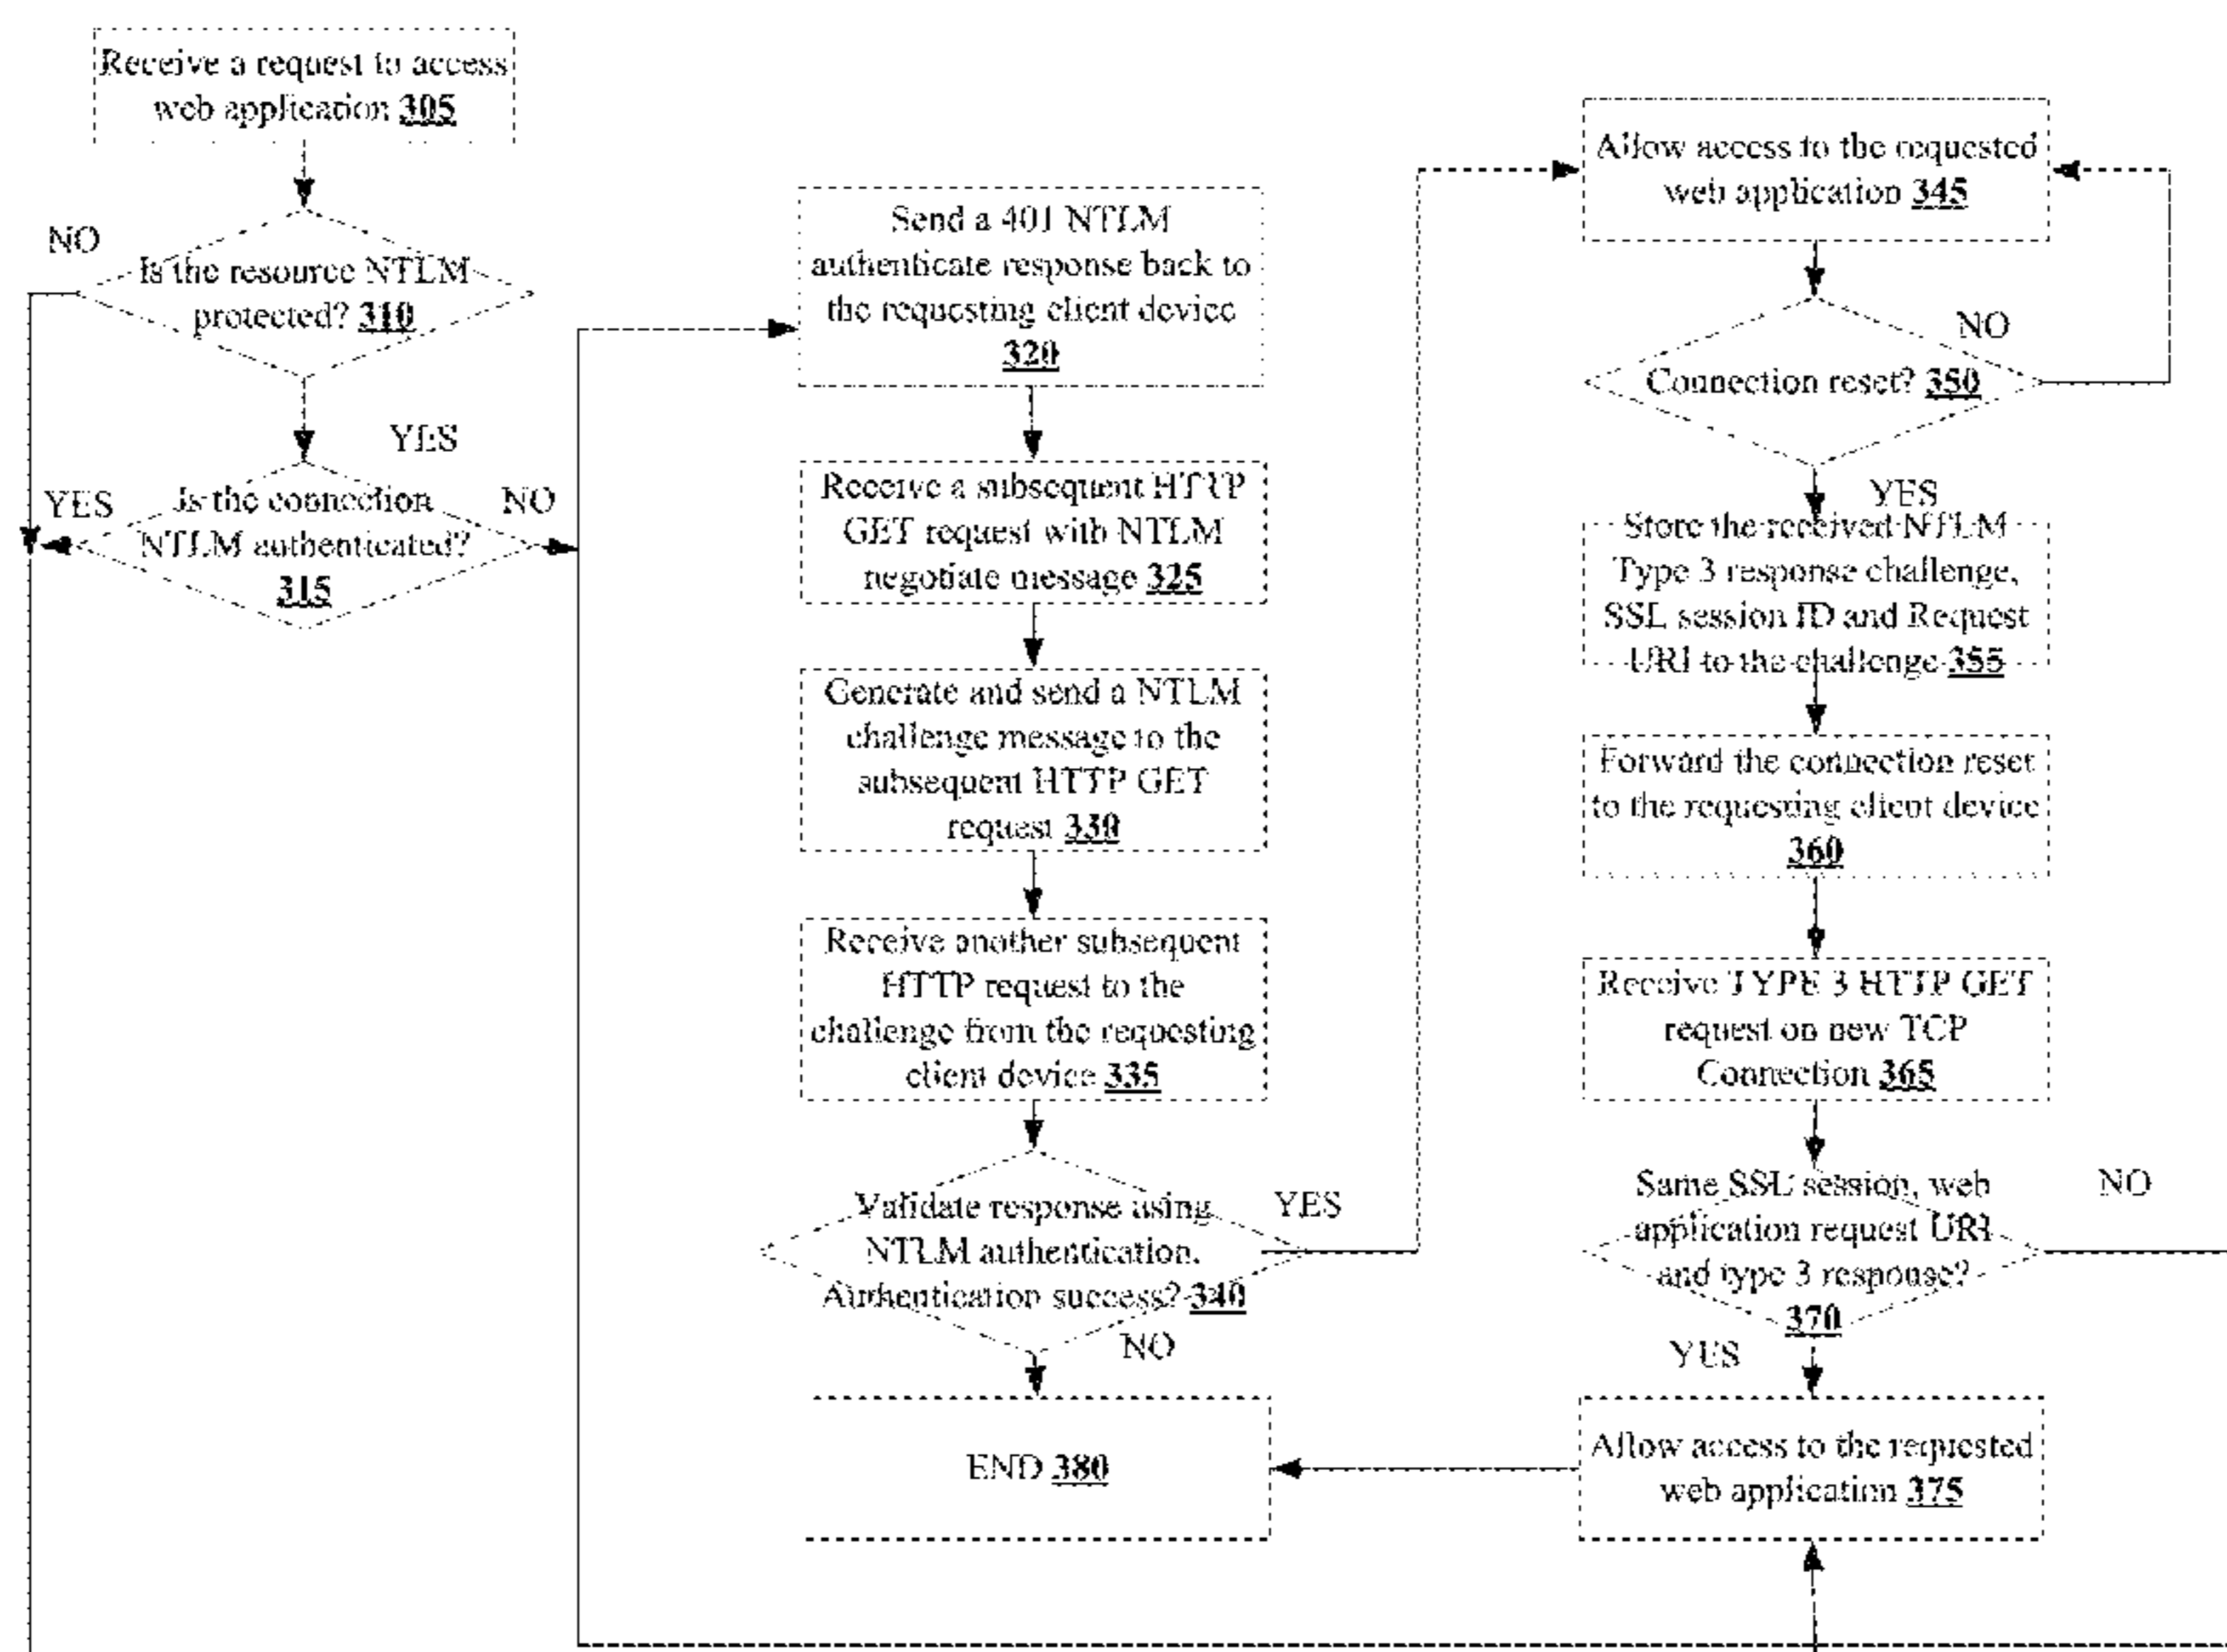 Receive a request to access
web application 305
NO
Is the resource NTLM
protected? 310
YES
YES
Is the connection
NTLM authenticated?
315
NO
Send a 401 NTLM
authenticate response back to
the requesting client device
320
Receive a subsequent HTTP
GET request with NTLM
negotiate message 325
Generate and send a NTLM
challenge message to the
subsequent HTTP GET
request 330
Receive another subsequent
HTTP request to the
challenge from the requesting
client device 335
Validate response using
NTLM authentication.
Authentication success? 340
YES
NO
END 380
Allow access to the requested
web application 345
NO
Connection reset? 350
YES
Store the received NTLM
Type 3 response challenge,
SSL session ID and Request
URI to the challenge 355
Forward the connection reset
to the requesting client device
360
Receive TYPE 3 HTTP GET
request on new TCP
Connection 365
Same SSL session, web
application request URI
and type 3 response?
370
NO
YES
Allow access to the requested
web application 375